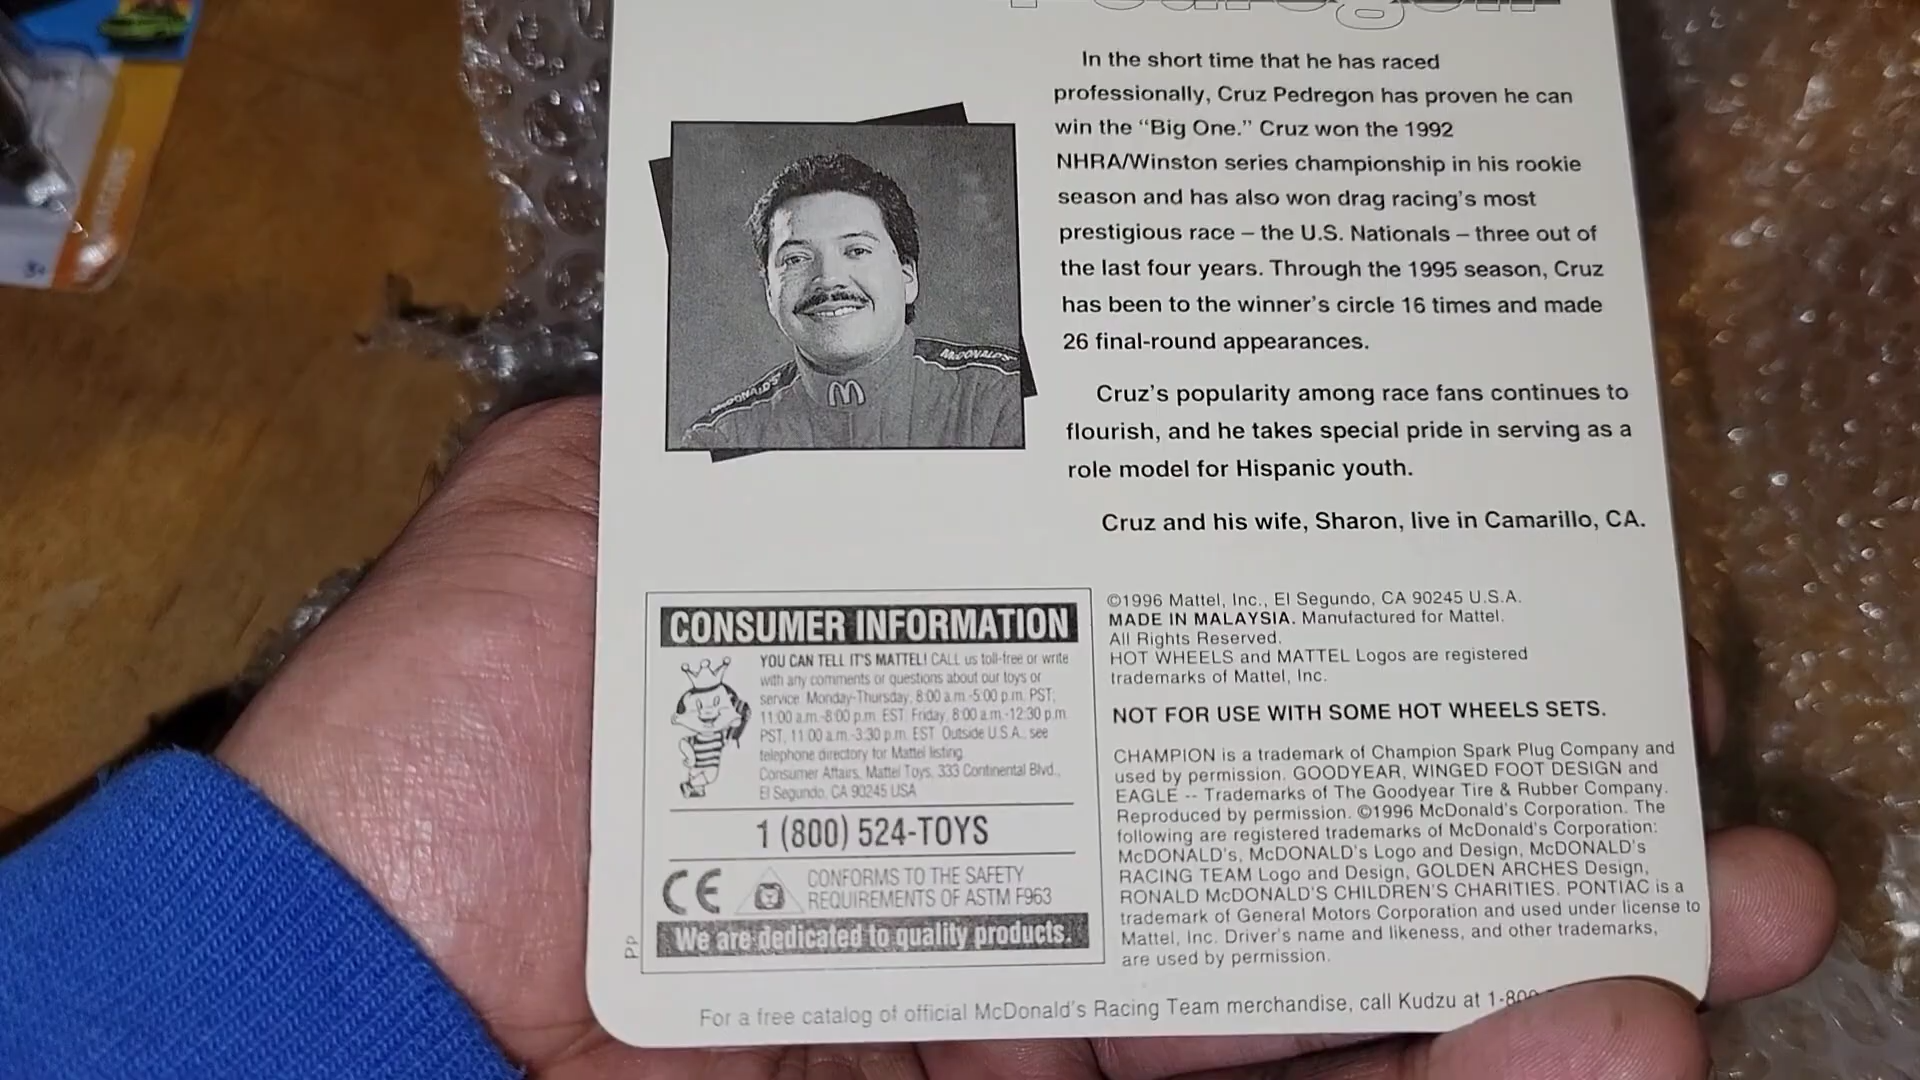 In the short time that he has raced
professionally, Cruz Pedregon has proven he can
win the “Big One.” Cruz won the 1992
NHRA/Winston series championship in his rookie
season and has also won drag racing’s most
prestigious race – the U.S. Nationals – three out of
the last four years. Through the 1995 season, Cruz
has been to the winner’s circle 16 times and made
26 final-round appearances.
Cruz’s popularity among race fans continues to
flourish, and he takes special pride in serving as a
role model for Hispanic youth.
Cruz and his wife, Sharon, live in Camarillo, CA.
McDONALD'S
McDONALD'S
M
CONSUMER INFORMATION
YOU CAN TELL IT'S MATTEL! CALL us toll-free or write
with any comments or questions about our toys or
service. Monday-Thursday, 8:00 a.m.-5:00 p.m. PST,
11:00 a.m.-8:00 p.m. EST. Friday, 8:00 a.m.-12:30 p.m.
PST, 11:00 a.m.-3:30 p.m. EST. Outside U.S.A., see
telephone directory for Mattel listing.
Consumer Affairs, Mattel Toys, 333 Continental Blvd.,
El Segundo, CA 90245 USA
1 (800) 524-TOYS
CE
CONFORMS TO THE SAFETY
REQUIREMENTS OF ASTM F963
We are dedicated to quality products.
PP
©1996 Mattel, Inc., El Segundo, CA 90245 U.S.A.
MADE IN MALAYSIA. Manufactured for Mattel.
All Rights Reserved.
HOT WHEELS and MATTEL Logos are registered
trademarks of Mattel, Inc.
NOT FOR USE WITH SOME HOT WHEELS SETS.
CHAMPION is a trademark of Champion Spark Plug Company and
used by permission. GOODYEAR, WINGED FOOT DESIGN and
EAGLE -- Trademarks of The Goodyear Tire & Rubber Company.
Reproduced by permission. ©1996 McDonald's Corporation. The
following are registered trademarks of McDonald's Corporation:
McDONALD's, McDONALD's Logo and Design, McDONALD's
RACING TEAM Logo and Design, GOLDEN ARCHES Design,
RONALD McDONALD'S CHILDREN'S CHARITIES. PONTIAC is a
trademark of General Motors Corporation and used under license to
Mattel, Inc. Driver's name and likeness, and other trademarks,
are used by permission.
For a free catalog of official McDonald's Racing Team merchandise, call Kudzu at 1-800